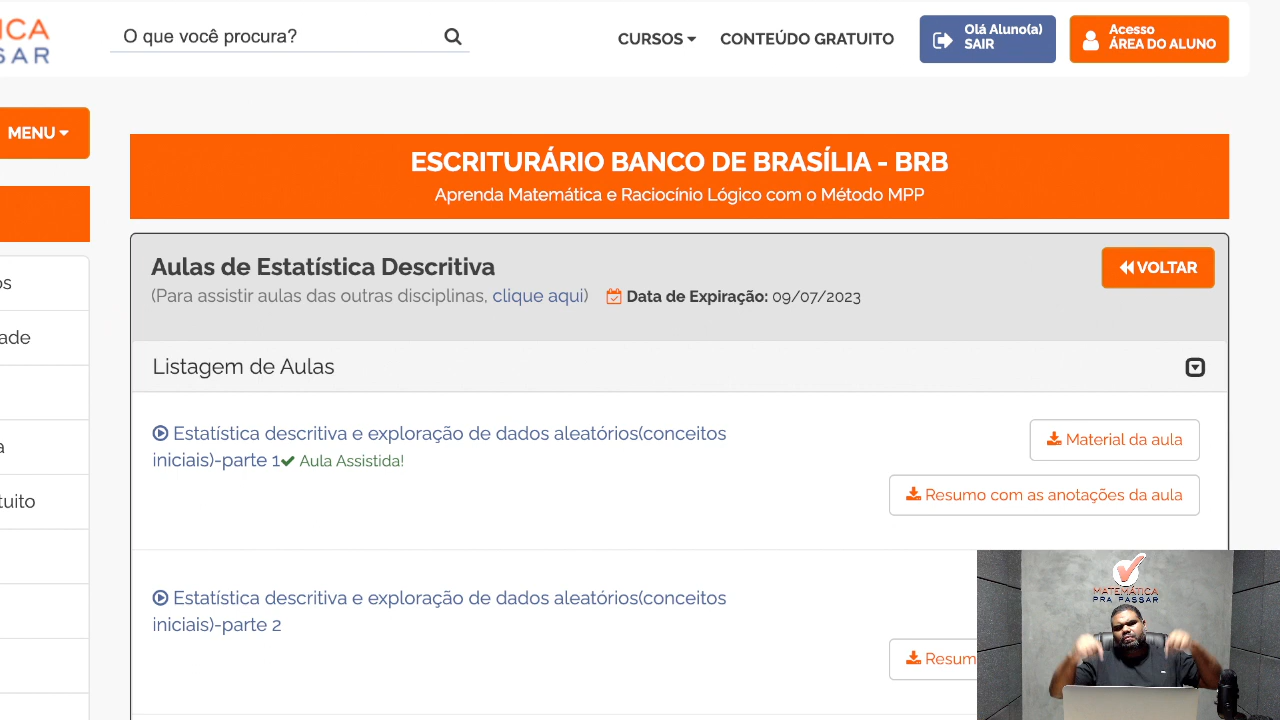 ICA
SSAR
O que você procura?
CURSOS
CONTEÚDO GRATUITO
Olá Aluno(a)
SAIR
Acesso
ÁREA DO ALUNO
MENU
ESCRITURÁRIO BANCO DE BRASÍLIA - BRB
Aprenda Matemática e Raciocínio Lógico com o Método MPP
os
ade
a
tuito
Aulas de Estatística Descritiva
(Para assistir aulas das outras disciplinas, clique aqui) Data de Expiração: 09/07/2023
VOLTAR
Listagem de Aulas
Estatística descritiva e exploração de dados aleatórios(conceitos
iniciais)-parte 1 Aula Assistida!
Material da aula
Resumo com as anotações da aula
Estatística descritiva e exploração de dados aleatórios(conceitos
iniciais)-parte 2
Resum
MATEMÁTICA
PRA PASSAR